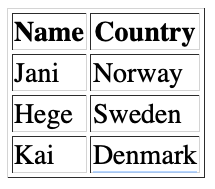 Name Country
Jani Norway
Hege Sweden
Kai Denmark